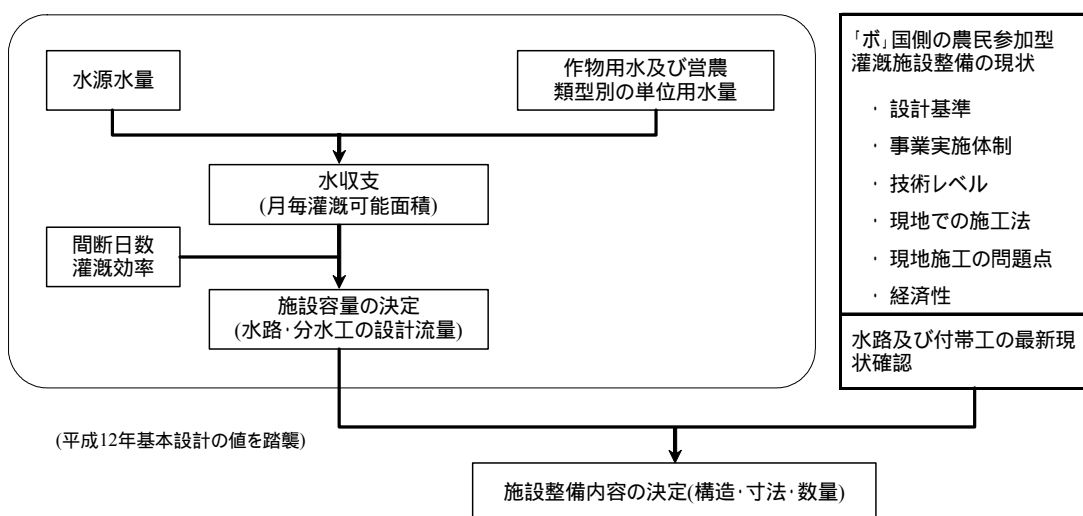 水源水量
作物用水及び営農
類型別の単位用水量
水収支
(月毎灌漑可能面積)
間断日数
灌漑効率
施設容量の決定
(水路･分水工の設計流量)
(平成12年基本設計の値を踏襲)
｢ボ｣国側の農民参加型
灌漑施設整備の現状
･ 設計基準
･ 事業実施体制
･ 技術レベル
･ 現地での施工法
･ 現地施工の問題点
･ 経済性
水路及び付帯工の最新現
状確認
施設整備内容の決定(構造･寸法･数量)